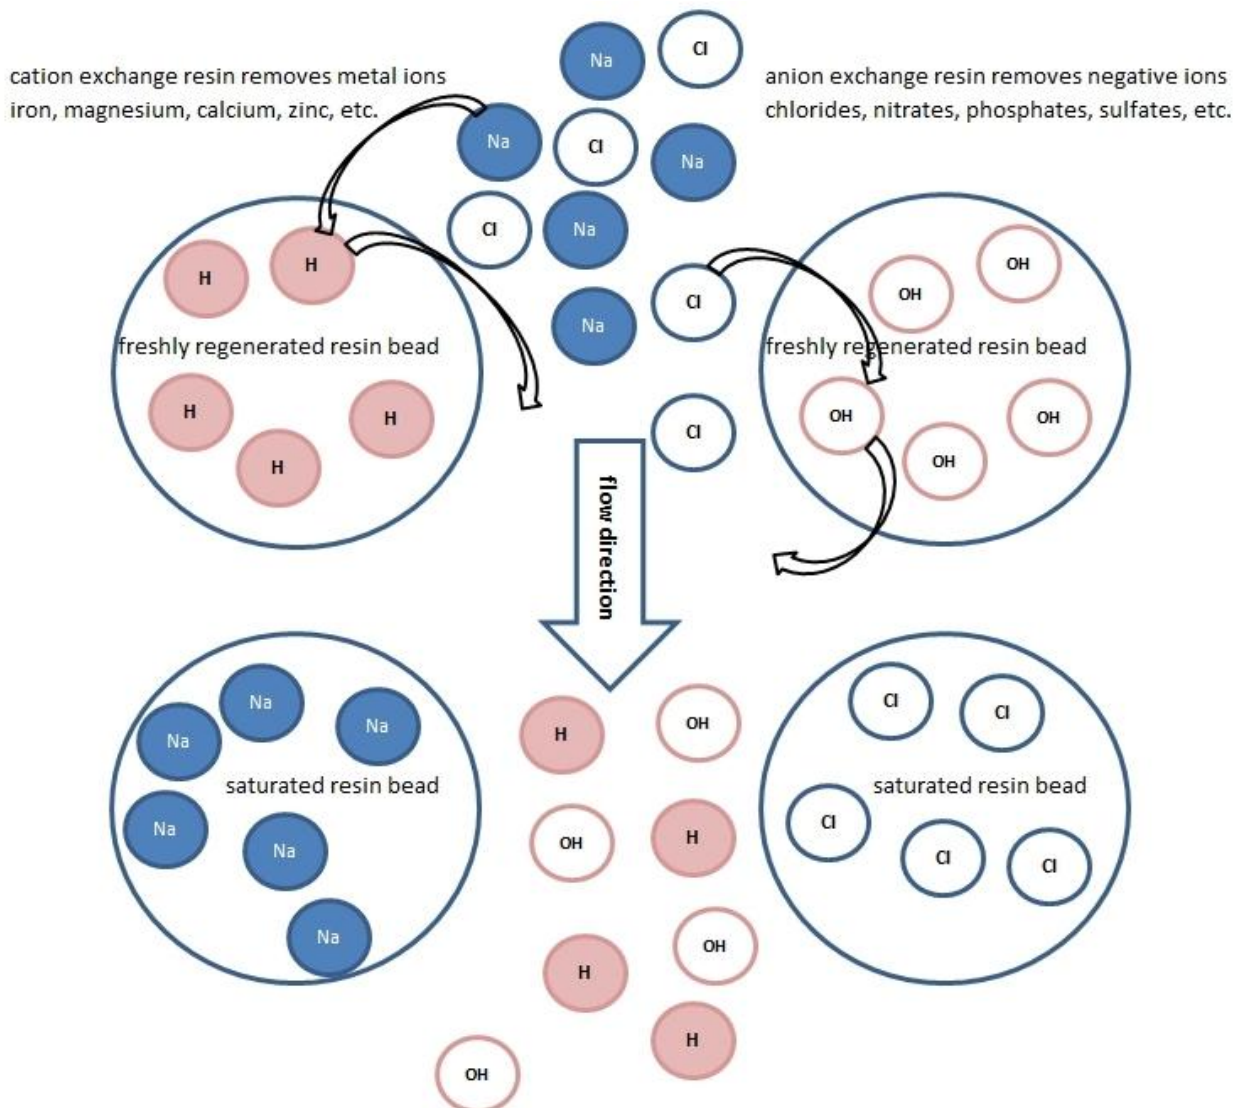 cation exchange resin removes metal ions
iron, magnesium, calcium, zinc, etc.
anion exchange resin removes negative ions
chlorides, nitrates, phosphates, sulfates, etc.
Na
Cl
Na
Cl
Na
Cl
Na
Cl
Na
Cl
H
H
freshly regenerated resin bead
H
H
H
OH
OH
freshly regenerated resin bead
OH
OH
OH
flow direction
Na
Na
Na
saturated resin bead
Na
Na
Na
H
OH
OH
H
OH
H
H
OH
Cl
Cl
saturated resin bead
Cl
Cl
Cl